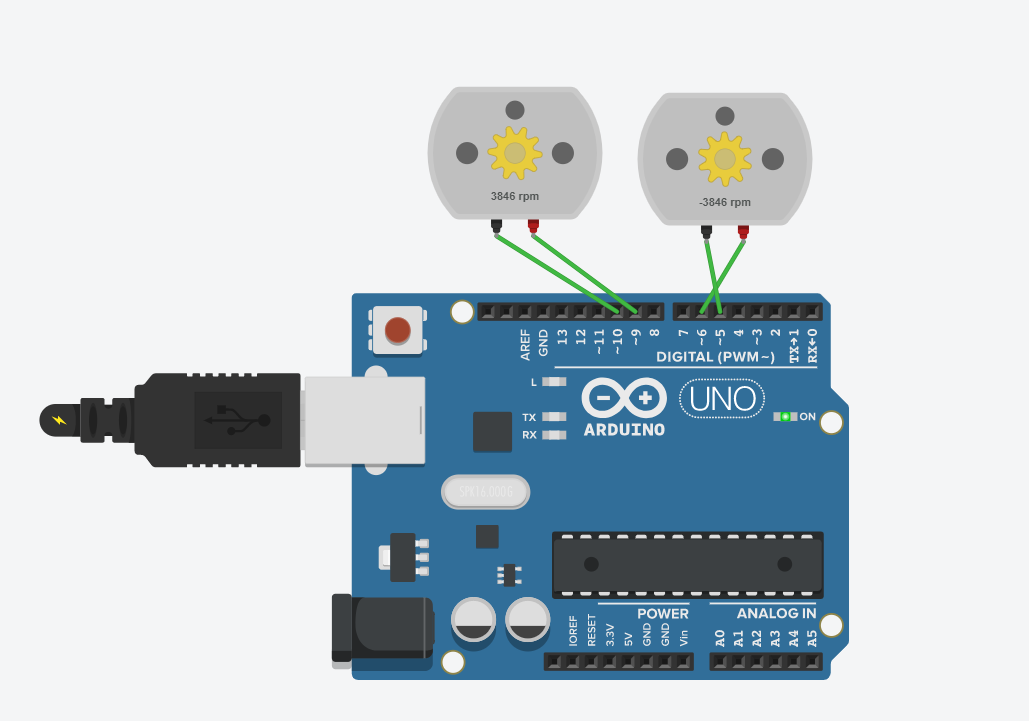 3846 rpm
-3846 rpm
AREF
GND
13
12
~11
~10
~9
8
7
~6
~5
4
~3
2
TX→1
RX←0
DIGITAL (PWM~)
L
TX
RX
ARDUINO
UNO
ON
POWER
ANALOG IN
IOREF
RESET
3.3V
5V
GND
GND
Vin
A0
A1
A2
A3
A4
A5